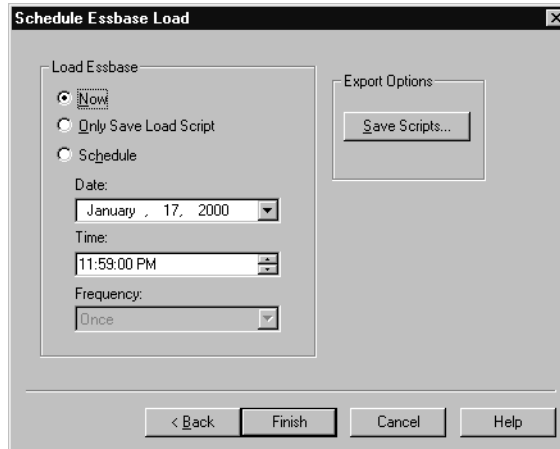 Schedule Essbase Load
Load Essbase
Now
Only Save Load Script
Schedule
Date:
January , 17, 2000
Time:
11:59:00 PM
Frequency:
Once
Export Options
Save Scripts...
< Back
Finish
Cancel
Help